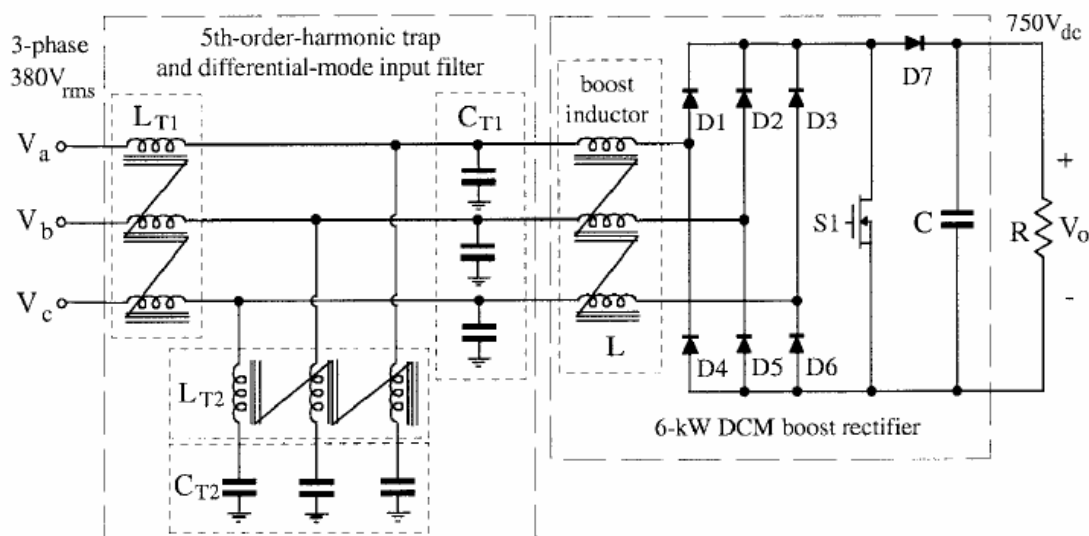 5th-order-harmonic trap
and differential-mode input filter
3-phase
380Vrms
750Vdc
boost
inductor
LT1
CT1
D1
D2
D3
D7
Va
Vb
Vc
S1
C
R
+
Vo
-
L
D4
D5
D6
LT2
CT2
6-kW DCM boost rectifier